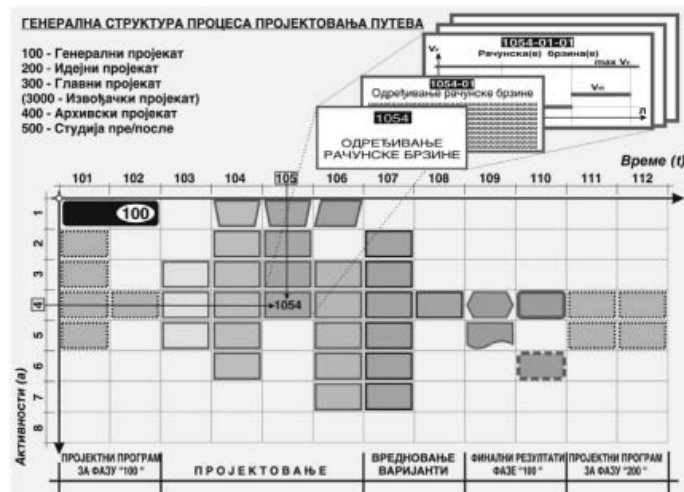 ГЕНЕРАЛНА СТРУКТУРА ПРОЦЕСА ПРОЈЕКТОВАЊА ПУТЕВА
100 - Генерални пројекат
200 - Идејни пројекат
300 - Главни пројекат
(3000 - Извођачки пројекат)
400 - Архивски пројекат
500 - Студија пре/после
1054-01-01
Рачунска(е) брзина(е)
max Vr
Vri
1054-01
Одређивање рачунске брзине
1054
ОДРЕЂИВАЊЕ
РАЧУНСКЕ БРЗИНЕ
Време (t)
101 102 103 104 105 106 107 108 109 110 111 112
1
100
2
3
4
1054
5
6
7
8
Активности (а)
ПРОЈЕКТНИ ПРОГРАМ
ЗА ФАЗУ "100 "
ПРОЈЕКТОВАЊЕ
ВРЕДНОВАЊЕ
ВАРИЈАНТИ
ФИНАЛНИ РЕЗУЛТАТИ
ФАЗЕ "100"
ПРОЈЕКТНИ ПРОГРАМ
ЗА ФАЗУ "200"